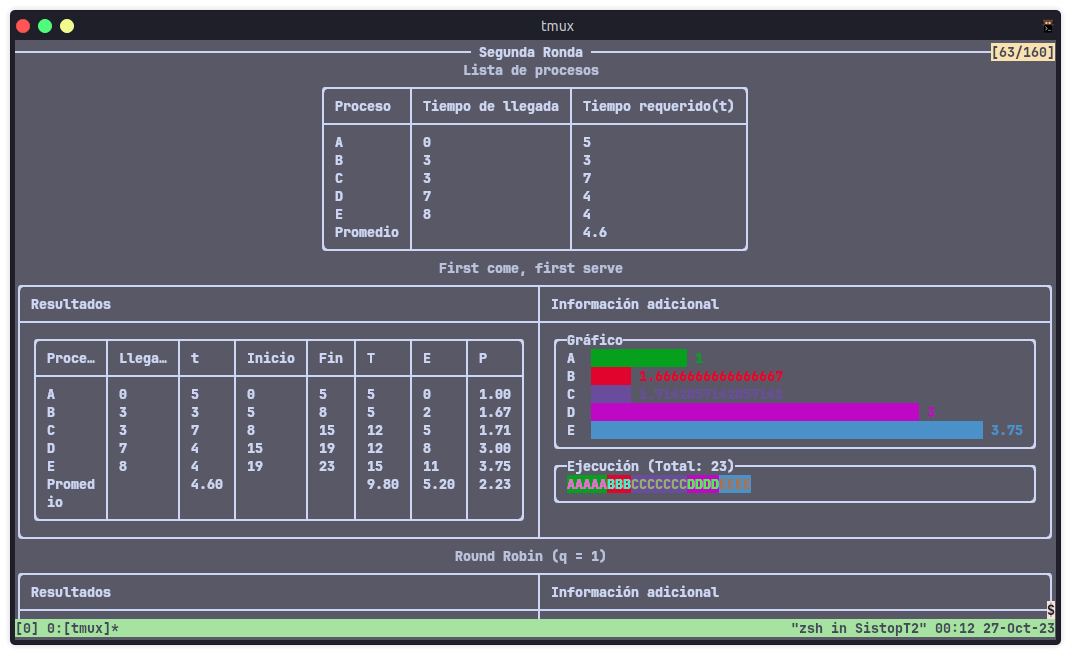 tmux
Segunda Ronda [63/160]
Lista de procesos
Proceso Tiempo de llegada Tiempo requerido(t)
A 0 5
B 3 3
C 3 7
D 7 4
E 8 4
Promedio 4.6
First come, first serve
Resultados Información adicional
Proce… Llega… t Inicio Fin T E P
A 0 5 0 5 5 0 1.00
B 3 3 5 8 5 2 1.67
C 3 7 8 15 12 5 1.71
D 7 4 15 19 12 8 3.00
E 8 4 19 23 15 11 3.75
Promed 4.60 9.80 5.20 2.23
io
Gráfico
A 1
B 1.6666666666666667
C
D 3
E 3.75
Ejecución (Total: 23)
AAAAABBBCCCCCCCDDDDEEEE
Round Robin (q = 1)
Resultados Información adicional
$
[0] 0:[tmux]* "zsh in SistopT2" 00:12 27-Oct-23